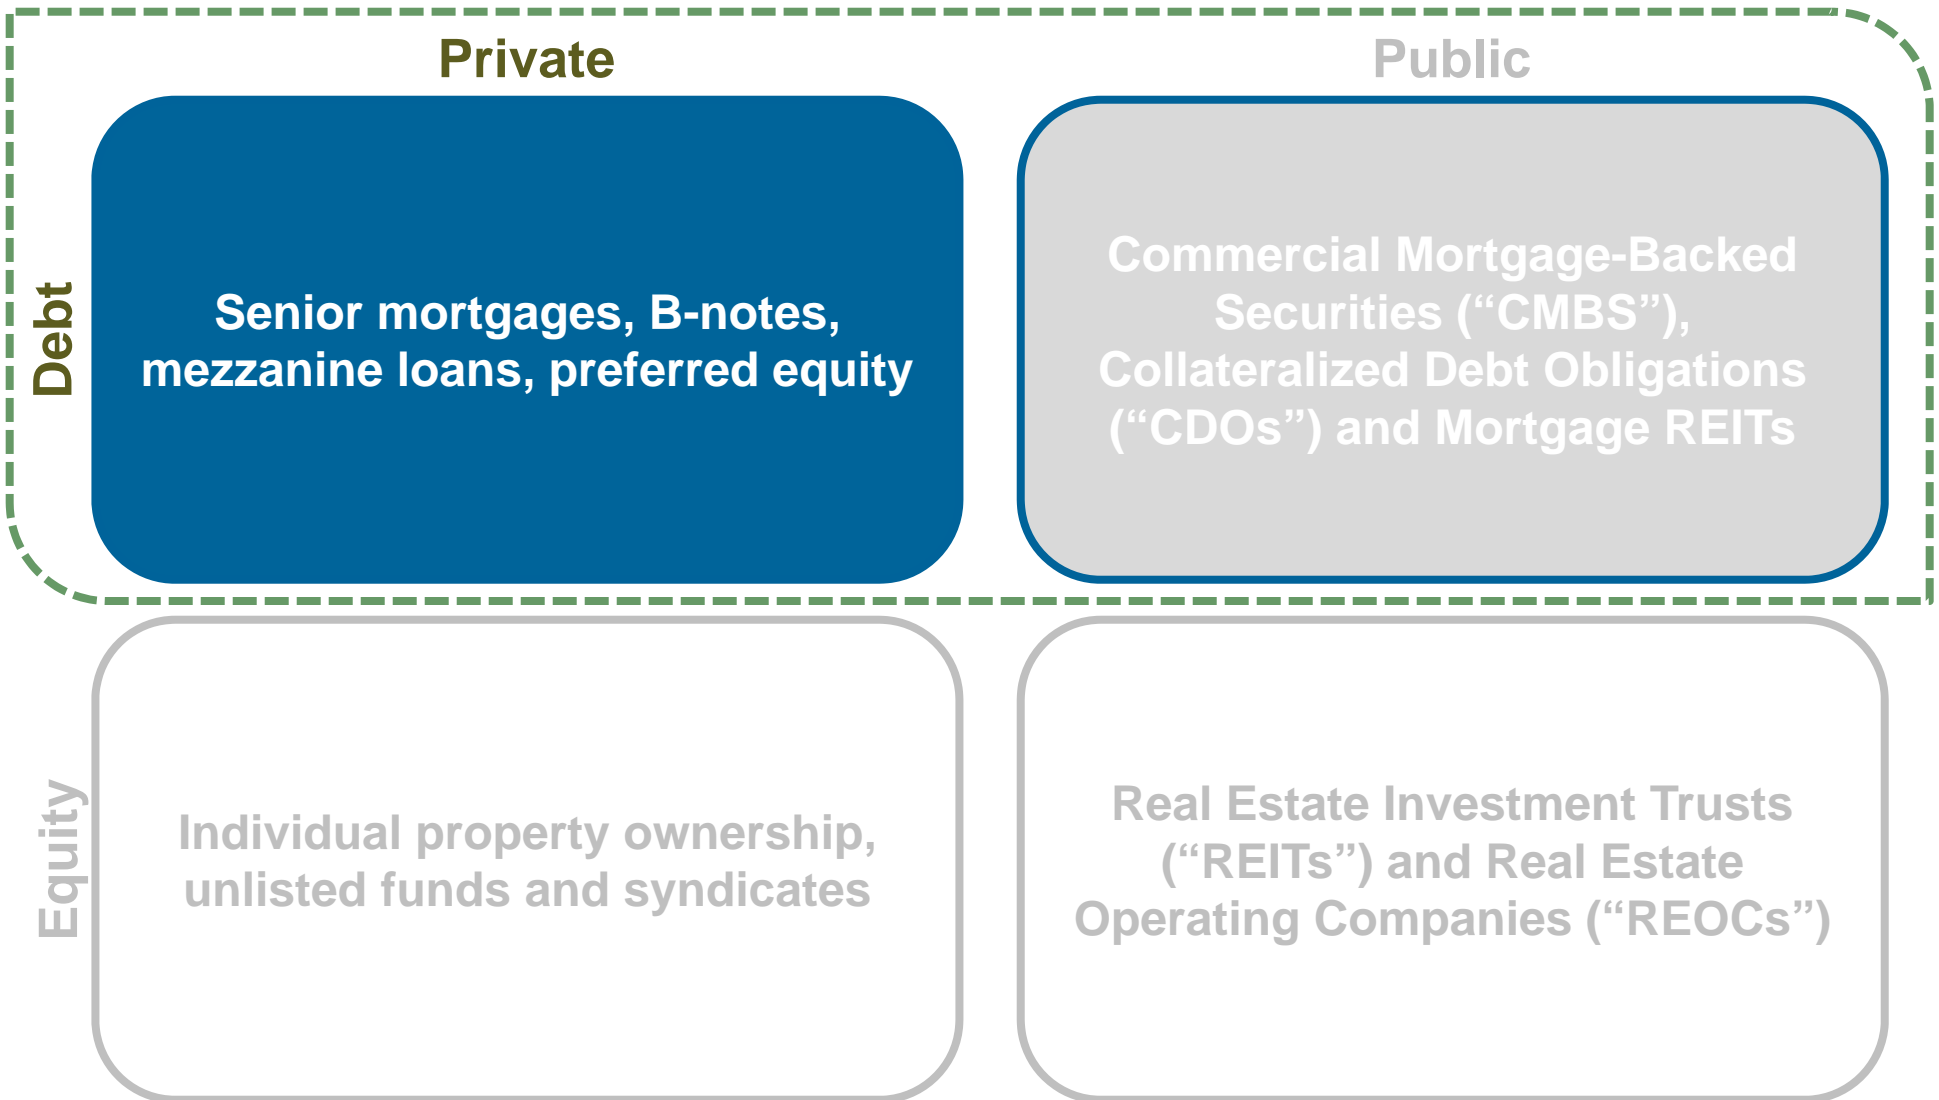 Private
Public
Debt
Senior mortgages, B-notes,
mezzanine loans, preferred equity
Commercial Mortgage-Backed
Securities (“CMBS”),
Collateralized Debt Obligations
(“CDOs”) and Mortgage REITs
Equity
Individual property ownership,
unlisted funds and syndicates
Real Estate Investment Trusts
(“REITs”) and Real Estate
Operating Companies (“REOCs”)